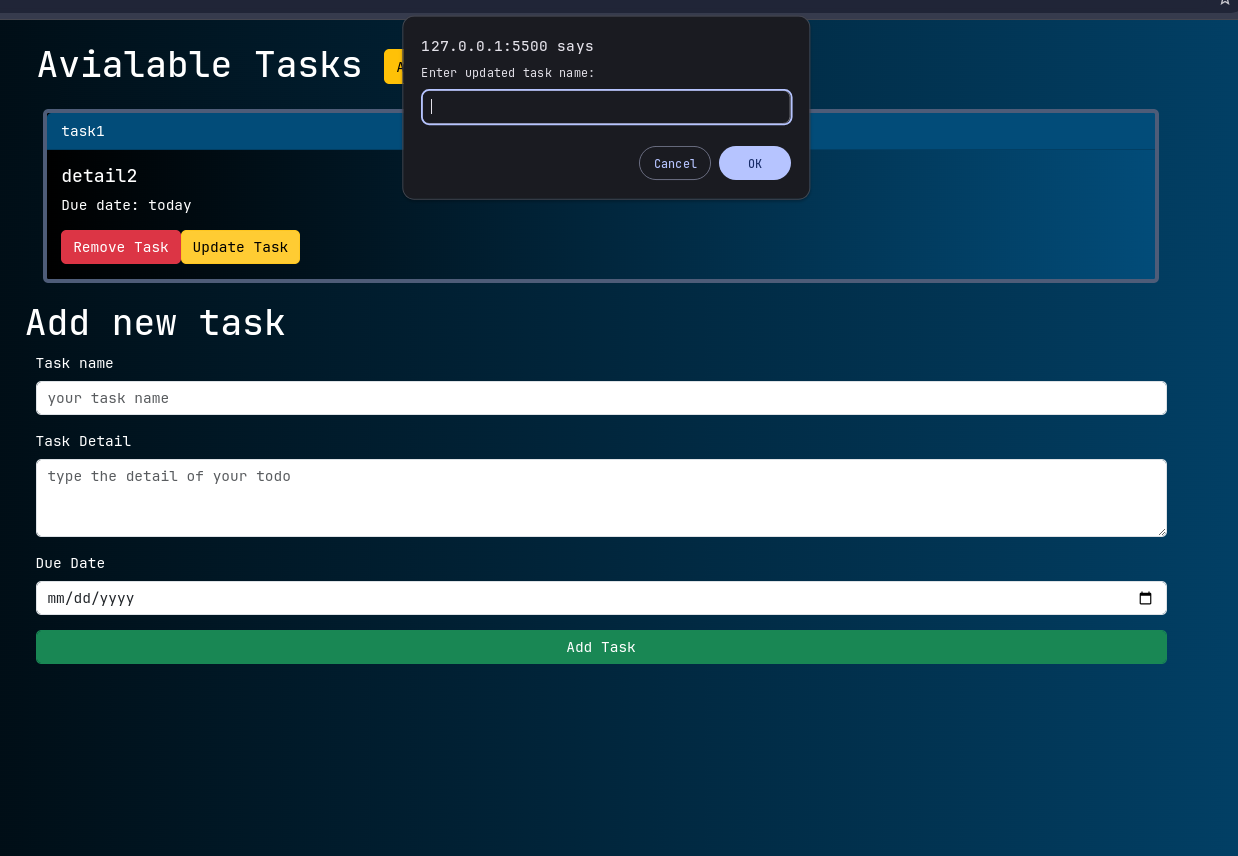 127.0.0.1:5500 says
Enter updated task name:
Cancel OK
Avialable Tasks
task1
detail2
Due date: today
Remove Task Update Task
Add new task
Task name
your task name
Task Detail
type the detail of your todo
Due Date
mm/dd/yyyy
Add Task